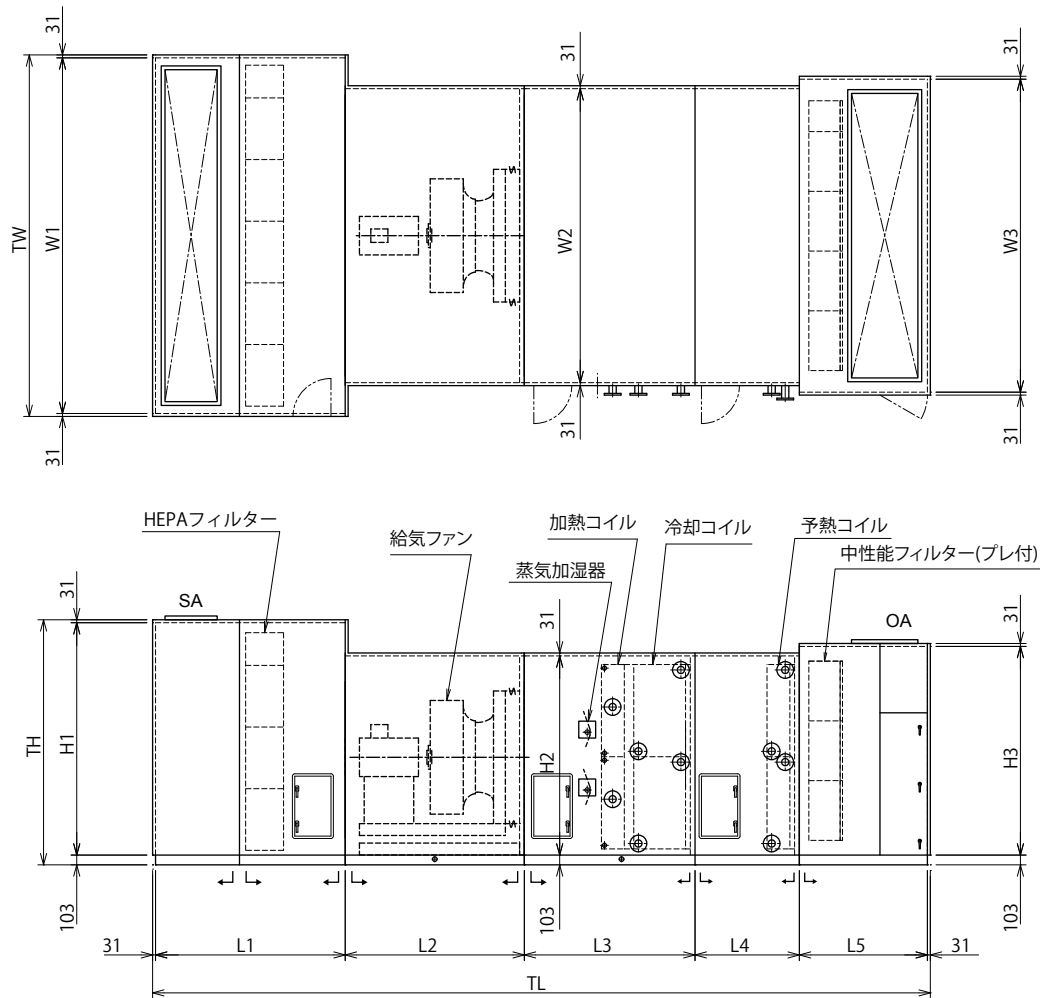 31
31
31
TW
W1
W2
W3
31
31
31
HEPAフィルター
給気ファン
加熱コイル
冷却コイル
予熱コイル
蒸気加湿器
中性能フィルター(プレ付)
31
SA
31
OA
31
TH
H1
H2
H3
103
103
103
31
L1
L2
L3
L4
L5
31
TL